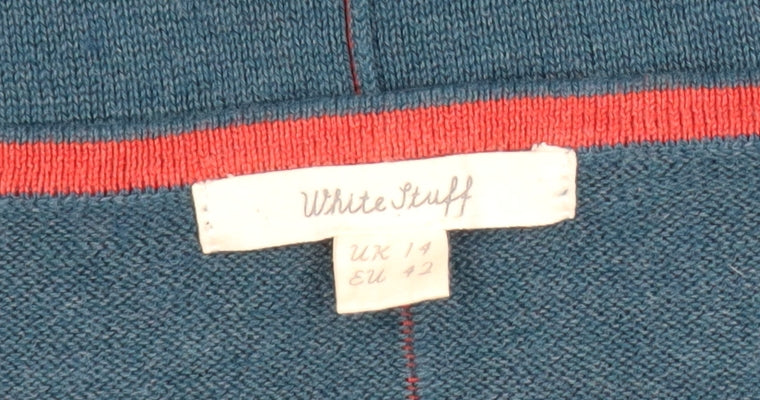 White Stuff
UK 14
EU 42